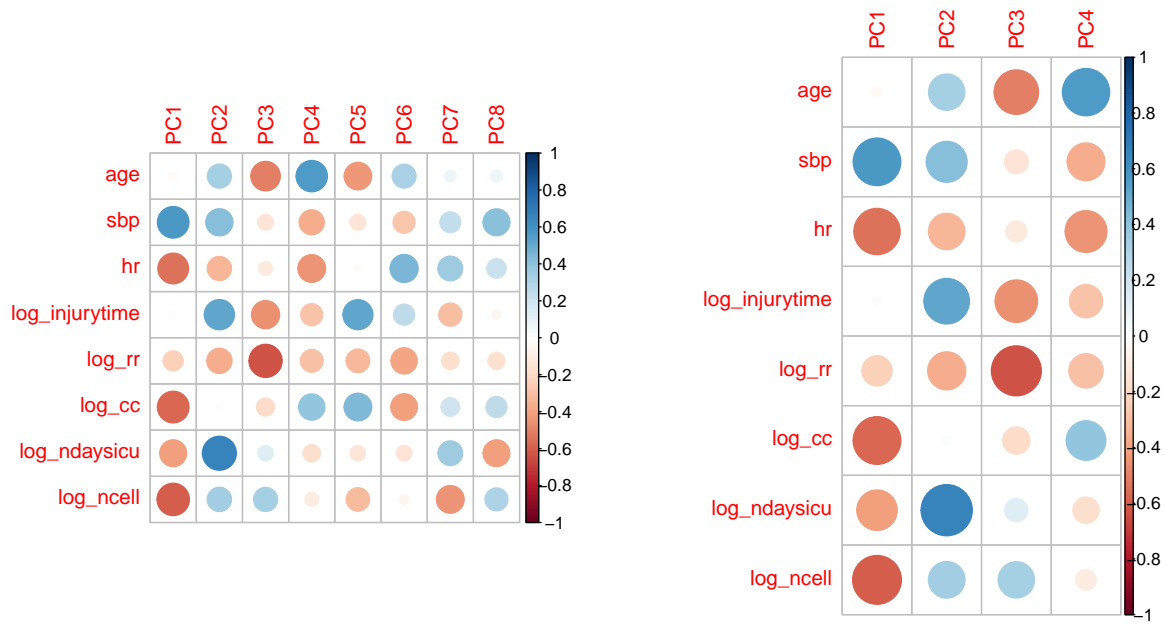 PC1 PC2 PC3 PC4 PC5 PC6 PC7 PC8
age
sbp
hr
log_injurytime
log_rr
log_cc
log_ndaysicu
log_ncell
1
0.8
0.6
0.4
0.2
0
−0.2
−0.4
−0.6
−0.8
−1
PC1 PC2 PC3 PC4
age
sbp
hr
log_injurytime
log_rr
log_cc
log_ndaysicu
log_ncell
1
0.8
0.6
0.4
0.2
0
−0.2
−0.4
−0.6
−0.8
−1